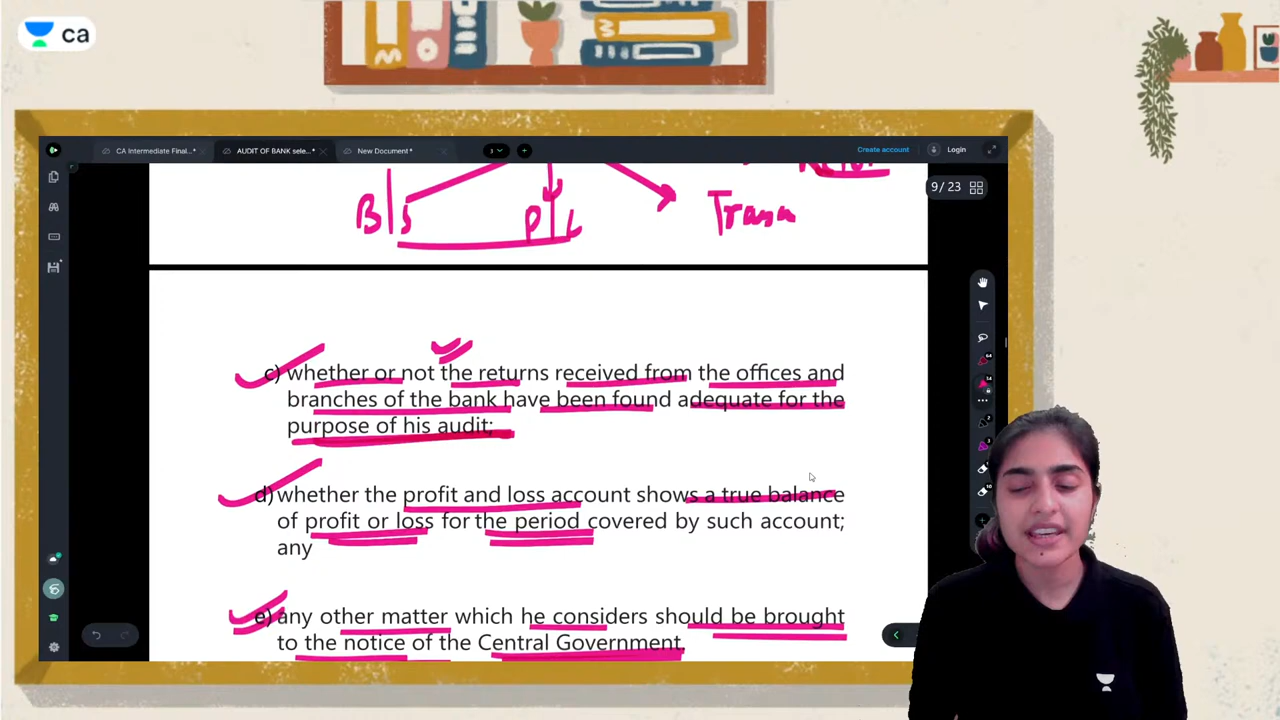 ca
CA Intermediate Final...*
AUDIT OF BANK sele...*
New Document*
Create account
Login
9/ 23
B/S
P/L
Tran
c) whether or not the returns received from the offices and
branches of the bank have been found adequate for the
purpose of his audit;
d) whether the profit and loss account shows a true balance
of profit or loss for the period covered by such account;
any
e) any other matter which he considers should be brought
to the notice of the Central Government.